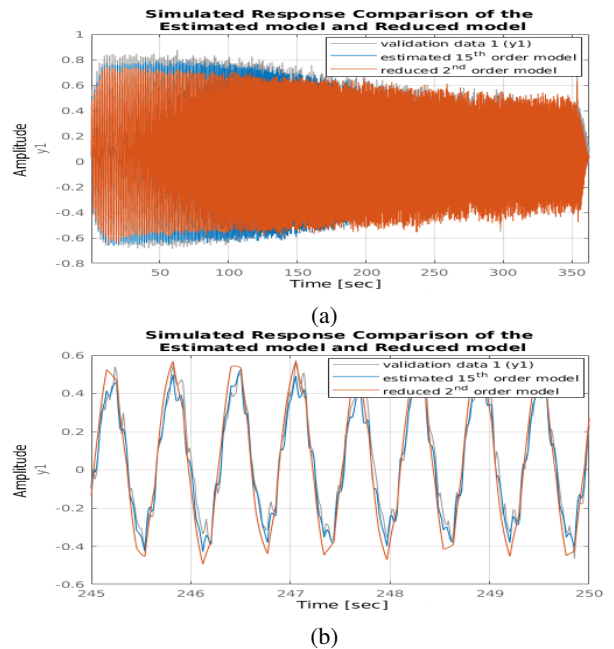 Simulated Response Comparison of the
Estimated model and Reduced model
validation data 1 (y1)
estimated 15th order model
reduced 2nd order model
1
0.8
0.6
0.4
0.2
0
-0.2
-0.4
-0.6
-0.8
Amplitude
y1
50 100 150 200 250 300 350
Time [sec]
(a)
Simulated Response Comparison of the
Estimated model and Reduced model
validation data 1 (y1)
estimated 15th order model
reduced 2nd order model
0.6
0.4
0.2
0
-0.2
-0.4
-0.6
Amplitude
y1
245 246 247 248 249 250
Time [sec]
(b)